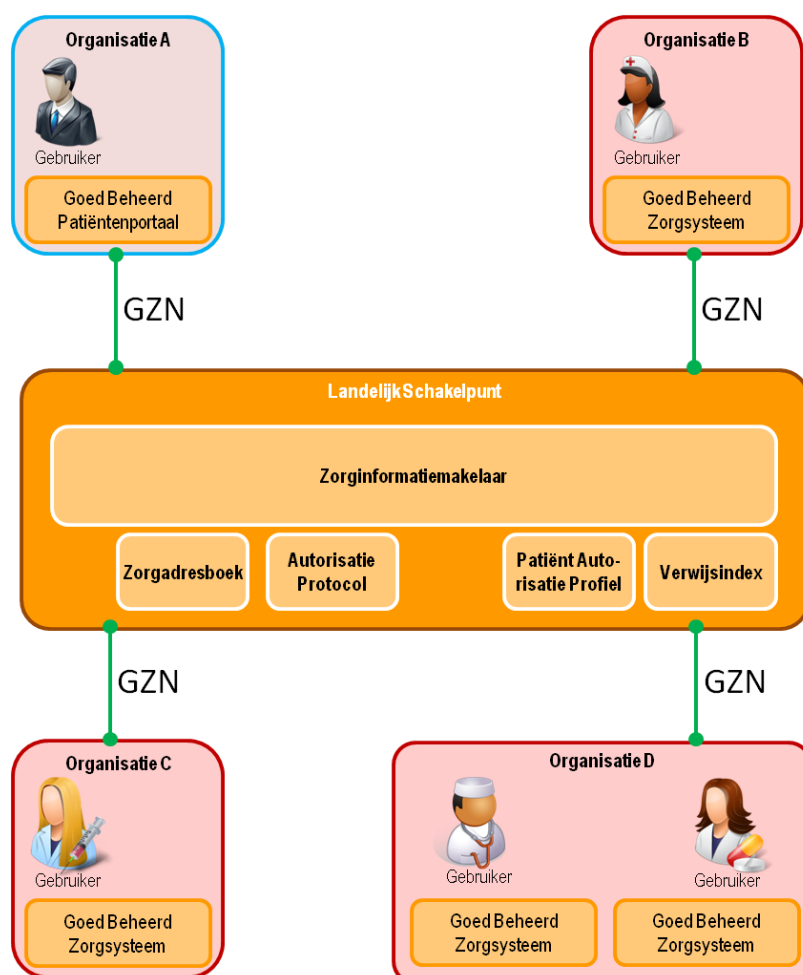 Organisatie A
Gebruiker
Goed Beheerd
Patiëntenportaal
Organisatie B
Gebruiker
Goed Beheerd
Zorgsysteem
GZN
GZN
Landelijk Schakelpunt
Zorginformatiemakelaar
Zorgadresboek
Autorisatie
Protocol
Patiënt Auto-
risatie Profiel
Verwijsindex
GZN
GZN
Organisatie C
Gebruiker
Goed Beheerd
Zorgsysteem
Organisatie D
Gebruiker
Gebruiker
Goed Beheerd
Zorgsysteem
Goed Beheerd
Zorgsysteem